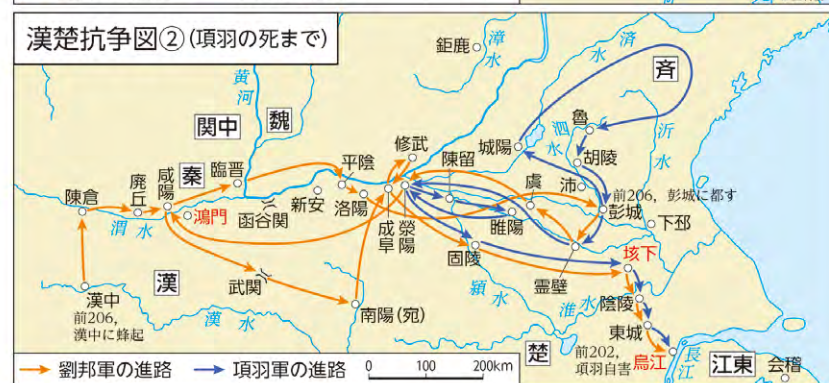 漢楚抗争図②(項羽の死まで)
鉅鹿
漳水
済水
斉
黄河
関中
魏
魯
泗水
沂水
修武
城陽
陳留
胡陵
平陰
秦
臨晋
咸陽
廃丘
陳倉
沛
虞
前206, 彭城に都す
彭城
下邳
新安
洛陽
函谷関
鴻門
渭水
成皐
滎陽
睢陽
固陵
霊壁
垓下
漢
武関
漢中
前206,
漢中に蜂起
漢水
南陽(宛)
潁水
淮水
陰陵
東城
楚
前202,
項羽自害
烏江
長江
江東
会稽
劉邦軍の進路
項羽軍の進路
0 100 200km